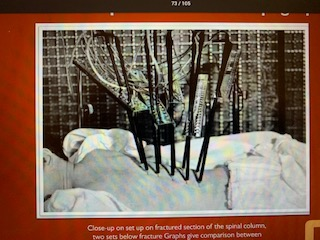 73 / 105
Close-up on set up on fractured section of the spinal column,
two sets below fracture Graphs give comparison between